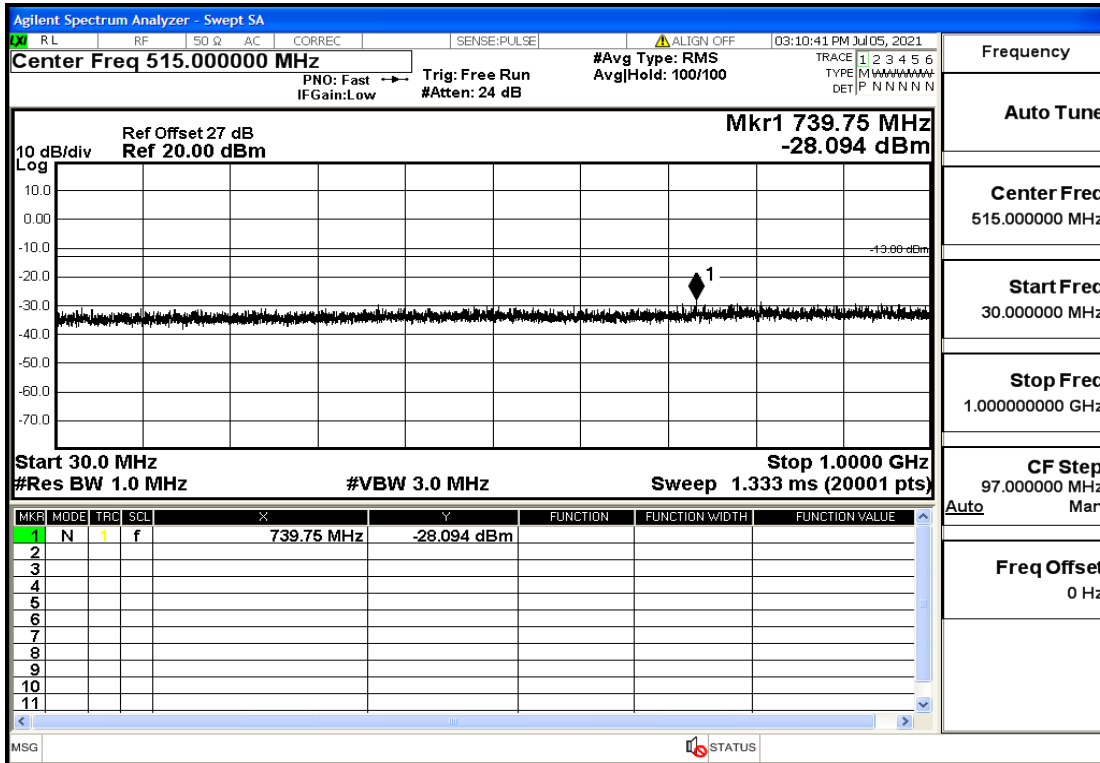 Agilent Spectrum Analyzer - Swept SA
LXI RL RF 50 Ω AC CORREC SENSE:PULSE ALIGN OFF 03:10:41 PM Jul 05, 2021
Center Freq 515.000000 MHz
PNO: Fast
IFGain:Low
Trig: Free Run
#Atten: 24 dB
#Avg Type: RMS
Avg|Hold: 100/100
TRACE 1 2 3 4 5 6
TYPE M WWWWW
DET P N N N N N
Frequency
Auto Tune
Ref Offset 27 dB
10 dB/div Ref 20.00 dBm
Log
Mkr1 739.75 MHz
-28.094 dBm
10.0
0.00
-10.0
-13.00 dBm
-20.0
1
-30.0
-40.0
-50.0
-60.0
-70.0
Start 30.0 MHz
Stop 1.0000 GHz
#Res BW 1.0 MHz #VBW 3.0 MHz Sweep 1.333 ms (20001 pts)
Center Freq
515.000000 MHz
Start Freq
30.000000 MHz
Stop Freq
1.000000000 GHz
CF Step
97.000000 MHz
Auto Man
Freq Offset
0 Hz
MKR MODE TRC SCL X Y FUNCTION FUNCTION WIDTH FUNCTION VALUE
1 N 1 f 739.75 MHz -28.094 dBm
2
3
4
5
6
7
8
9
10
11
MSG STATUS